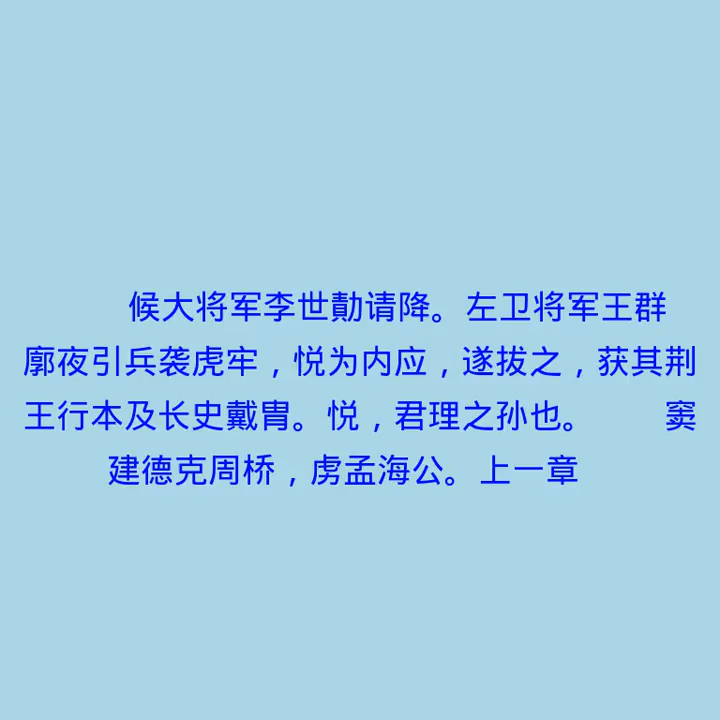 候大将军李世勣请降。左卫将军王群
廓夜引兵袭虎牢，悦为内应，遂拔之，获其荆
王行本及长史戴胄。悦，君理之孙也。 窦
建德克周桥，虏孟海公。上一章